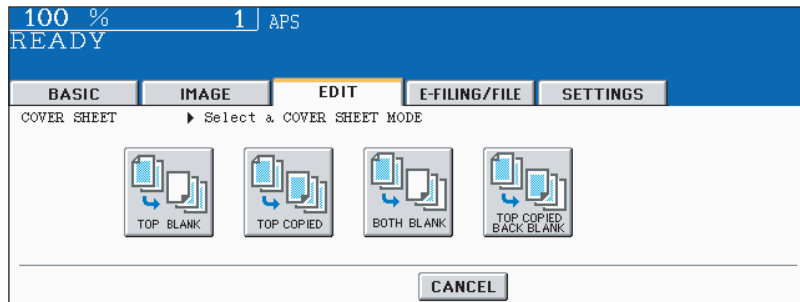 100 % 1 APS
READY
BASIC IMAGE EDIT E-FILING/FILE SETTINGS
COVER SHEET Select a COVER SHEET MODE
TOP BLANK TOP COPIED BOTH BLANK TOP COPIED
BACK BLANK
CANCEL